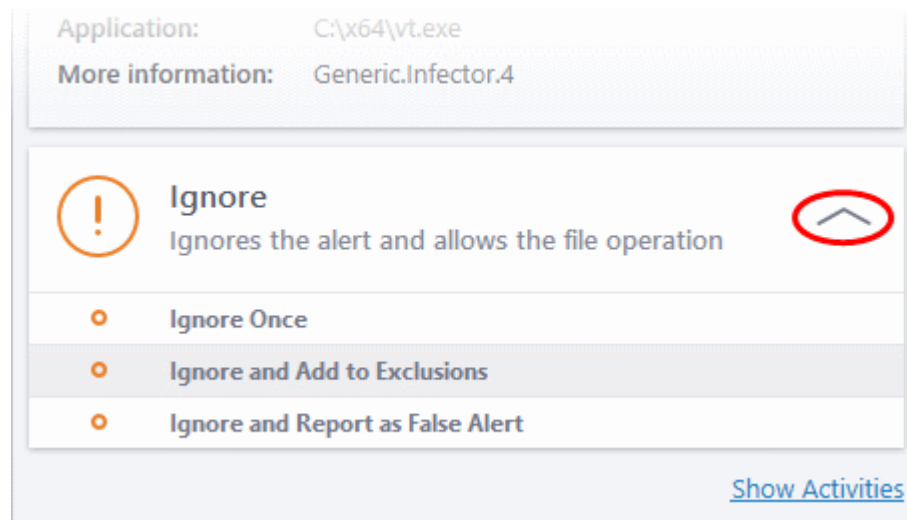 Application: C:\x64\vt.exe
More information: Generic.Infector.4
Ignore
Ignores the alert and allows the file operation
Ignore Once
Ignore and Add to Exclusions
Ignore and Report as False Alert
Show Activities